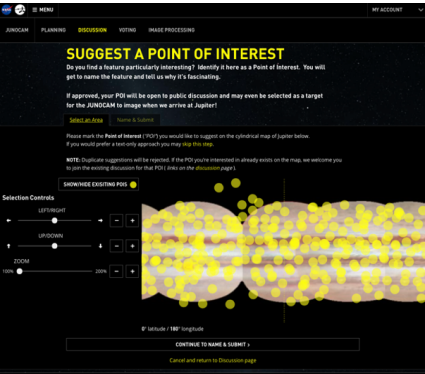 NASA
≡ MENU
MY ACCOUNT
JUNOCAM PLANNING DISCUSSION VOTING IMAGE PROCESSING
SUGGEST A POINT OF INTEREST
Do you find a feature particularly interesting? Identify it here as a Point of Interest. You will
get to name the feature and tell us why it's fascinating.
If approved, your POI will be open to public discussion and may even be selected as a target
for the JUNOCAM to image when we arrive at Jupiter!
Select an Area Name & Submit
Please mark the Point of Interest ("POI") you would like to suggest on the cylindrical map of Jupiter below.
If you would prefer a text-only approach you may skip this step.
NOTE: Duplicate suggestions will be rejected. If the POI you're interested in already exists on the map, we welcome you
to join the existing discussion for that POI ( links on the discussion page ).
SHOW/HIDE EXISITING POIS
Selection Controls
LEFT/RIGHT
UP/DOWN
ZOOM
100% 200%
0° latitude / 180° longitude
CONTINUE TO NAME & SUBMIT ›
Cancel and return to Discussion page